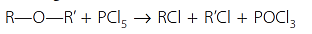 R—O—R′ + PCl₅ → RCl + R′Cl + POCl₃